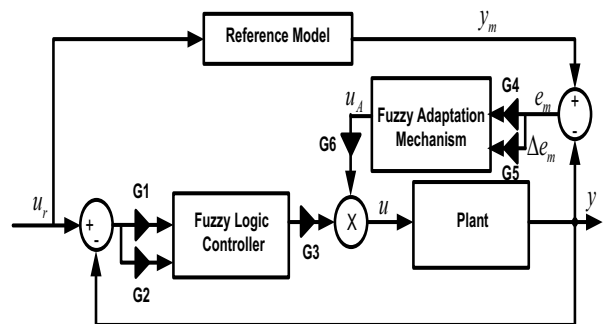 Reference Model
y_m
u_A
G4
e_m
+
-
Fuzzy Adaptation
Mechanism
G6
Δe_m
G5
u_r
G1
+
-
Fuzzy Logic
Controller
G2
G3
X
u
Plant
y